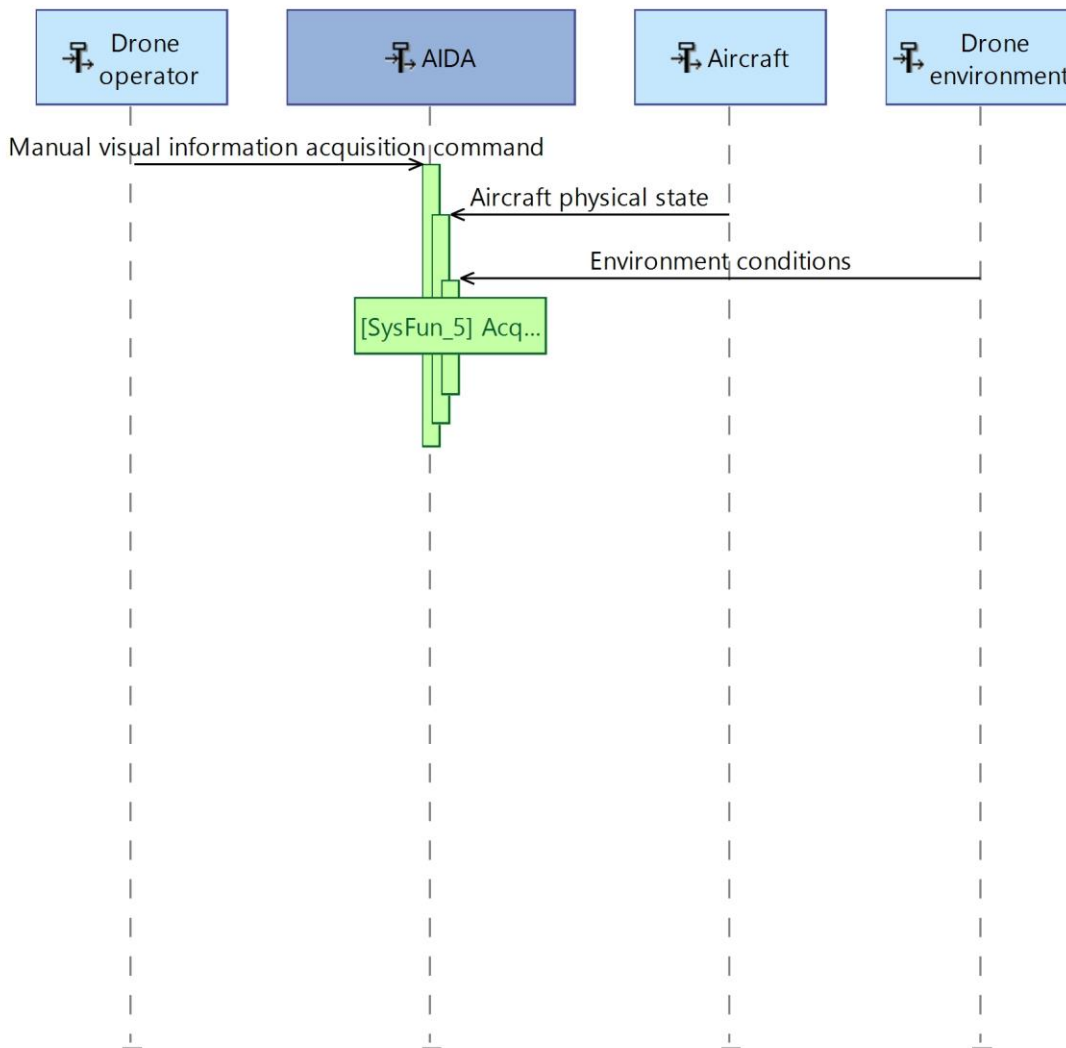 Drone
operator
AIDA
Aircraft
Drone
environment
Manual visual information acquisition command
Aircraft physical state
Environment conditions
[SysFun_5] Acq...